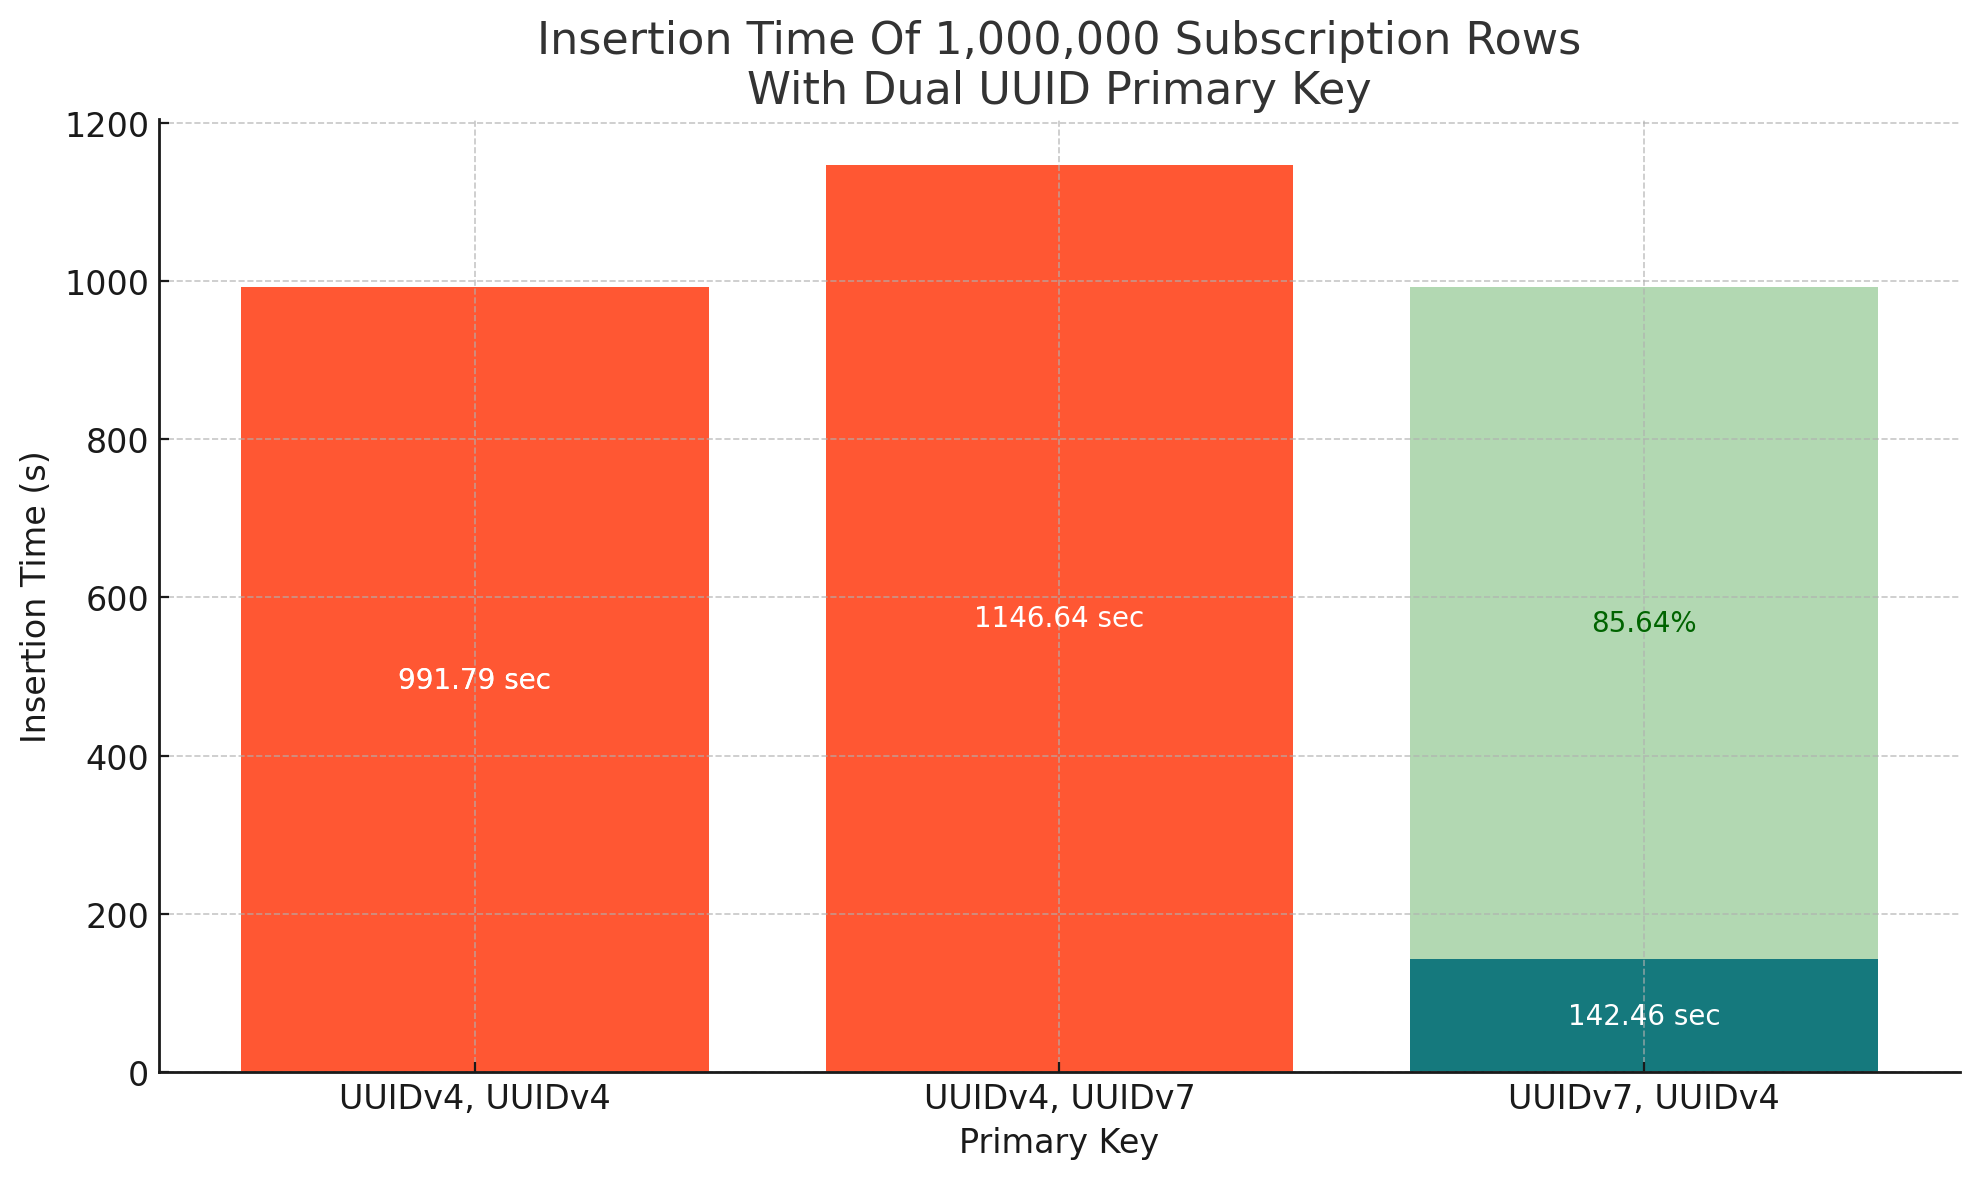 Insertion Time Of 1,000,000 Subscription Rows
With Dual UUID Primary Key
Insertion Time (s)
1200
1000
800
600
400
200
0
991.79 sec
1146.64 sec
85.64%
142.46 sec
UUIDv4, UUIDv4
UUIDv4, UUIDv7
UUIDv7, UUIDv4
Primary Key